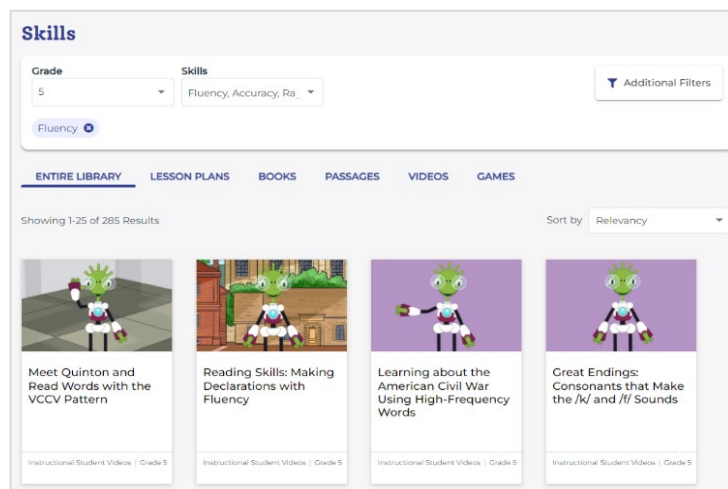 Skills
Grade
Skills
5
Fluency, Accuracy, Ra_
Additional Filters
Fluency
ENTIRE LIBRARY
LESSON PLANS
BOOKS
PASSAGES
VIDEOS
GAMES
Showing 1-25 of 285 Results
Sort by
Relevancy
Meet Quinton and
Read Words with the
VCCV Pattern
Instructional Student Videos | Grade 5
Reading Skills: Making
Declarations with
Fluency
Instructional Student Videos | Grade 5
Learning about the
American Civil War
Using High-Frequency
Words
Instructional Student Videos | Grade 5
Great Endings:
Consonants that Make
the /k/ and /f/ Sounds
Instructional Student Videos | Grade 5